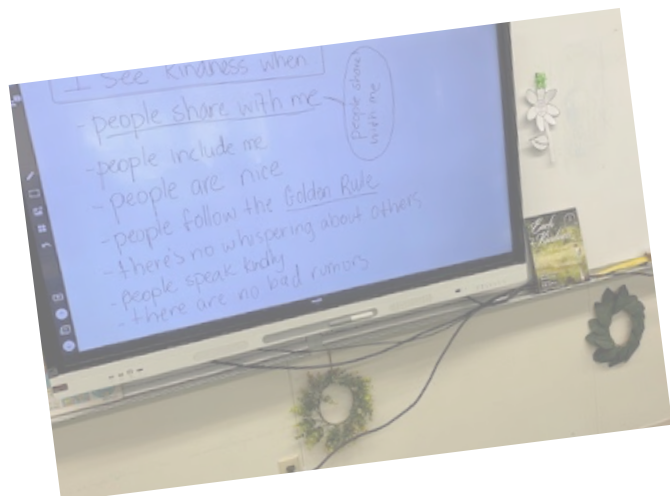 I see kindness when
- people share with me
people share
with me
- people include me
- people are nice
- people follow the Golden Rule
- there's no whispering about others
- people speak kindly
- there are no bad rumors